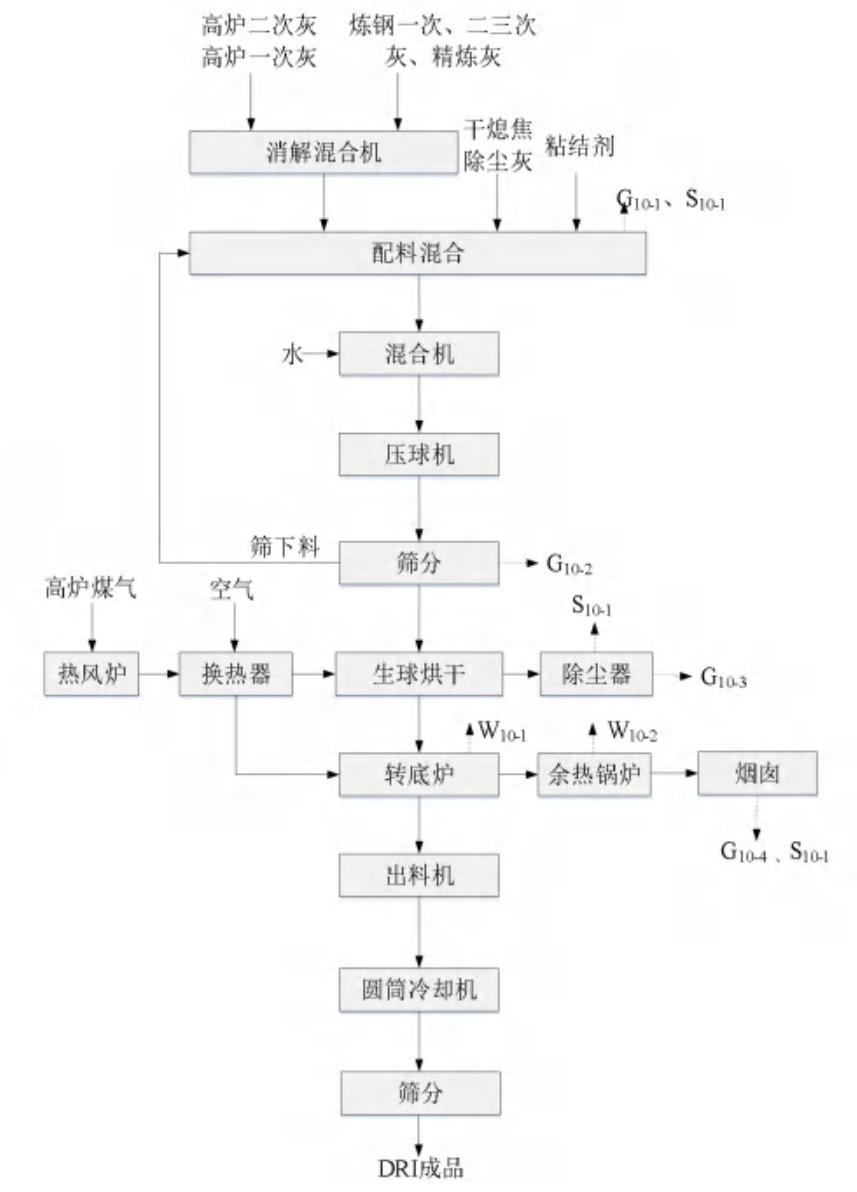 高炉二次灰
高炉一次灰
炼钢一次、二三次
灰、精炼灰
消解混合机
干熄焦
除尘灰
粘结剂
G10-1、S10-1
配料混合
水
混合机
压球机
筛下料
筛分
G10-2
高炉煤气
空气
S10-1
热风炉
换热器
生球烘干
除尘器
G10-3
W10-1
W10-2
转底炉
余热锅炉
烟囱
G10-4、S10-1
出料机
圆筒冷却机
筛分
DRI成品